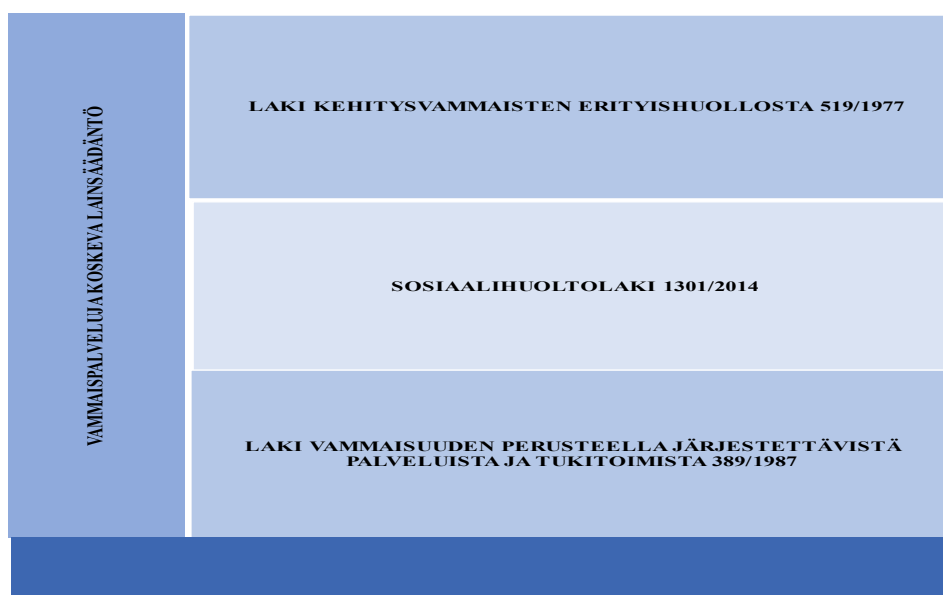 VAMMAISPALVELUJA KOSKEVA LAINSÄÄDÄNTÖ
LAKI KEHITYSVAMMAISTEN ERITYISHUOLLOSTA 519/1977
SOSIAALIHUOLTOLAKI 1301/2014
LAKI VAMMAISUUDEN PERUSTEELLA JÄRJESTETTÄVISTÄ
PALVELUISTA JA TUKITOIMISTA 389/1987